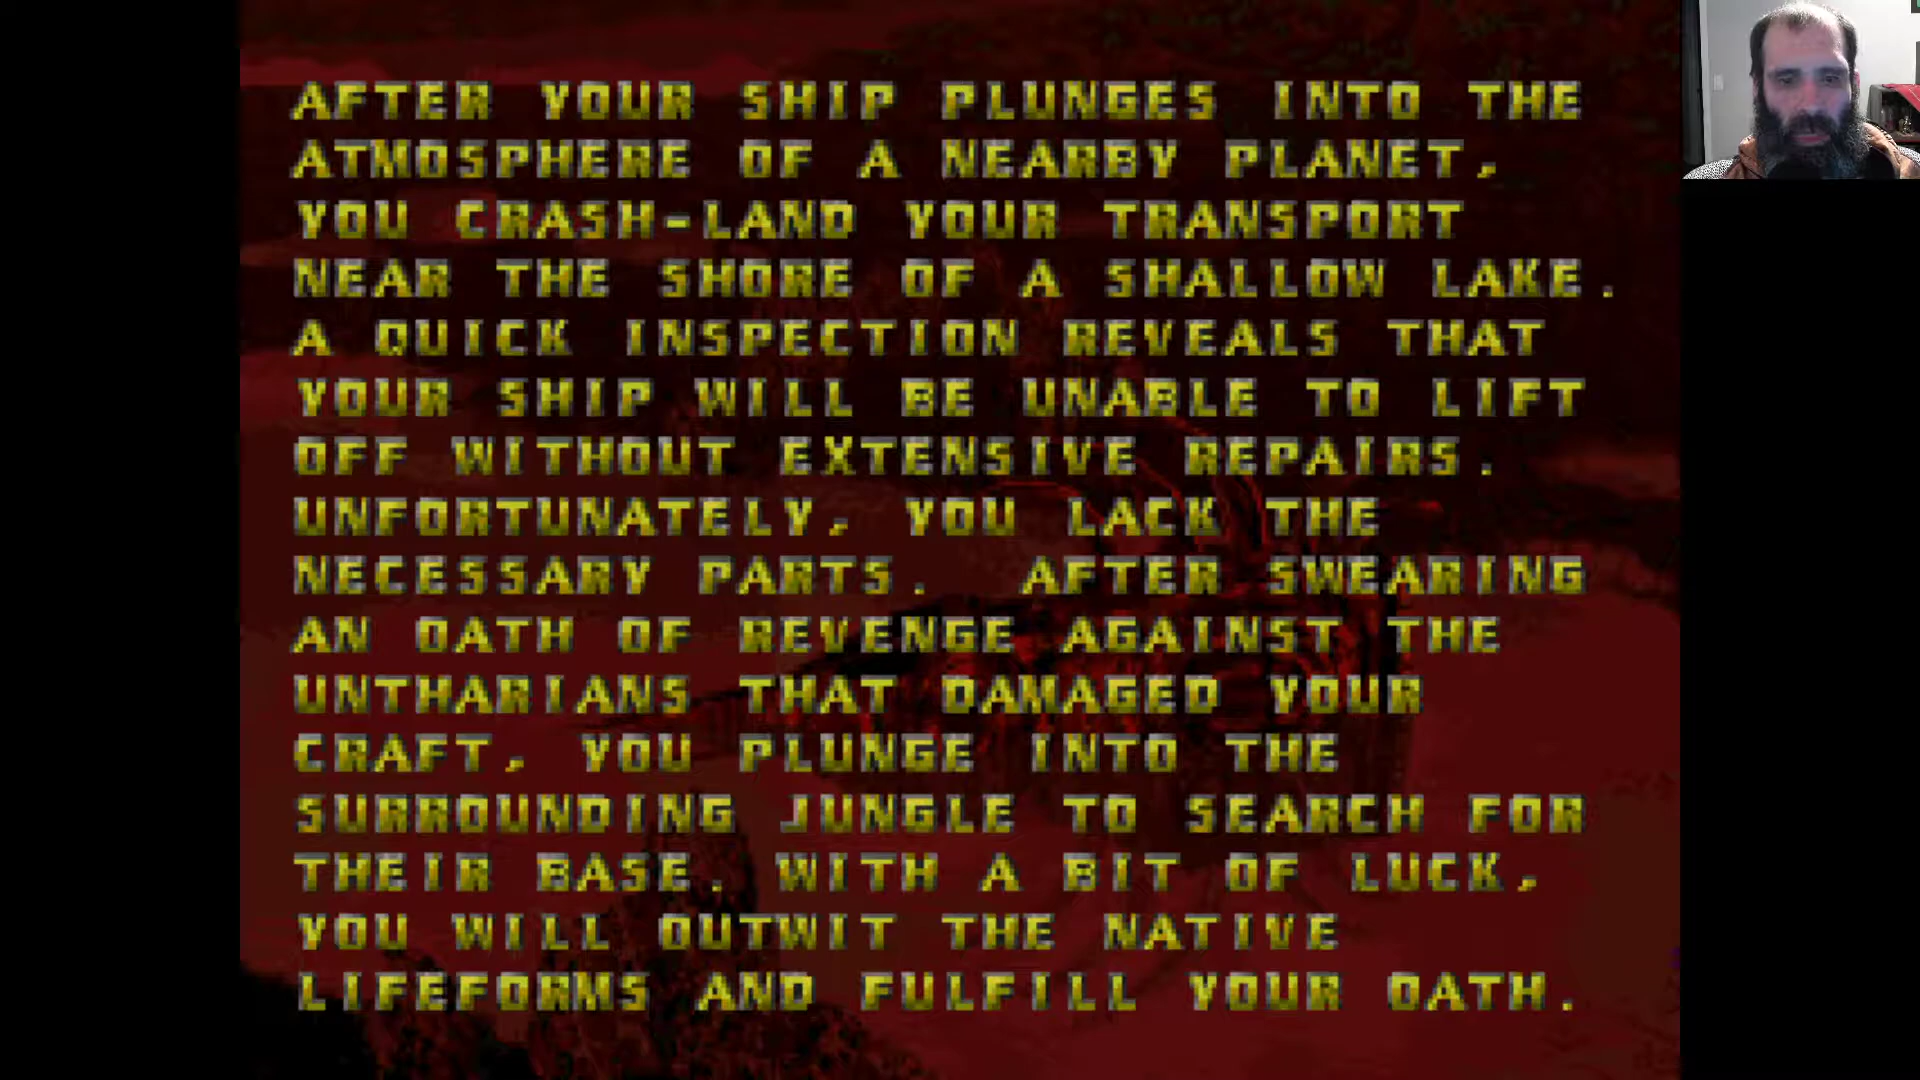 AFTER YOUR SHIP PLUNGES INTO THE
ATMOSPHERE OF A NEARBY PLANET,
YOU CRASH-LAND YOUR TRANSPORT
NEAR THE SHORE OF A SHALLOW LAKE.
A QUICK INSPECTION REVEALS THAT
YOUR SHIP WILL BE UNABLE TO LIFT
OFF WITHOUT EXTENSIVE REPAIRS.
UNFORTUNATELY, YOU LACK THE
NECESSARY PARTS. AFTER SWEARING
AN OATH OF REVENGE AGAINST THE
UNTHARIANS THAT DAMAGED YOUR
CRAFT, YOU PLUNGE INTO THE
SURROUNDING JUNGLE TO SEARCH FOR
THEIR BASE. WITH A BIT OF LUCK,
YOU WILL OUTWIT THE NATIVE
LIFEFORMS AND FULFILL YOUR OATH.